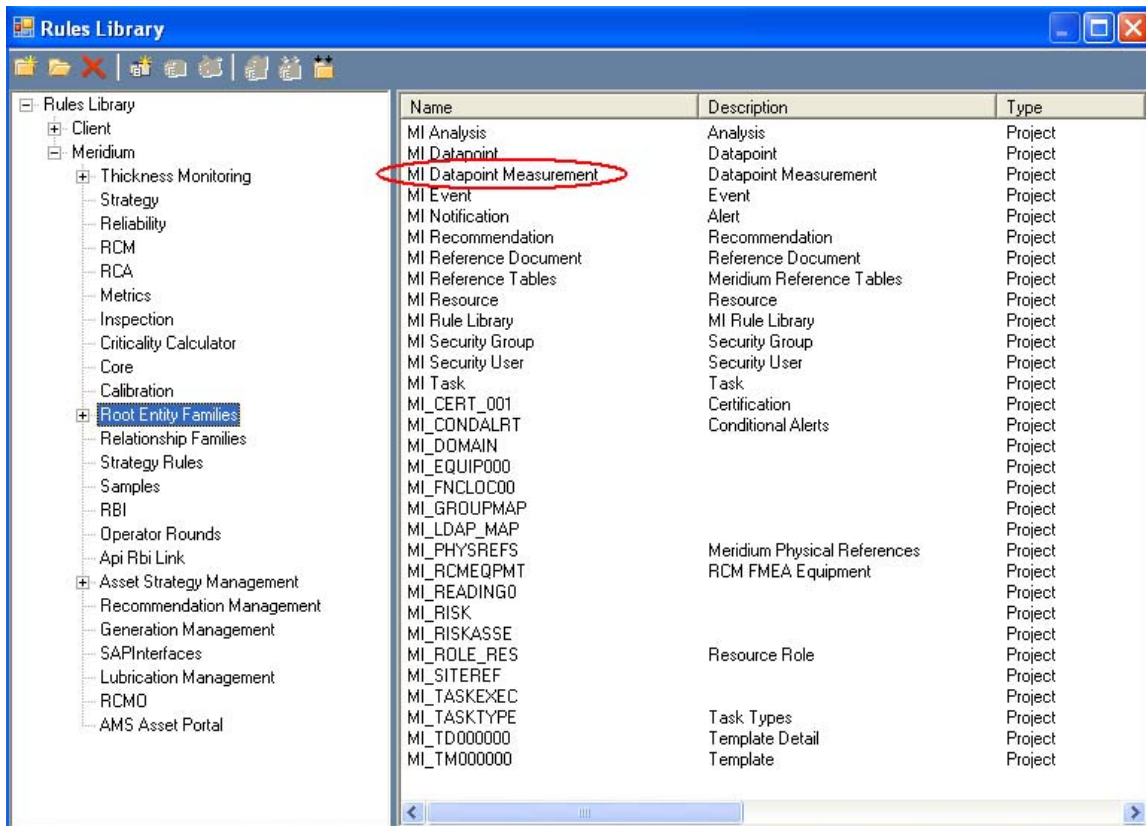 Rules Library
Rules Library
Client
Meridium
Thickness Monitoring
Strategy
Reliability
RCM
RCA
Metrics
Inspection
Criticality Calculator
Core
Calibration
Root Entity Families
Relationship Families
Strategy Rules
Samples
RBI
Operator Rounds
Api Rbi Link
Asset Strategy Management
Recommendation Management
Generation Management
SAPInterfaces
Lubrication Management
RCMO
AMS Asset Portal
Name Description Type
MI Analysis Analysis Project
MI Datapoint Datapoint Project
MI Datapoint Measurement Datapoint Measurement Project
MI Event Event Project
MI Notification Alert Project
MI Recommendation Recommendation Project
MI Reference Document Reference Document Project
MI Reference Tables Meridium Reference Tables Project
MI Resource Resource Project
MI Rule Library MI Rule Library Project
MI Security Group Security Group Project
MI Security User Security User Project
MI Task Task Project
MI_CERT_001 Certification Project
MI_CONDALRT Conditional Alerts Project
MI_DOMAIN Project
MI_EQUIP000 Project
MI_FNCLOC00 Project
MI_GROUPMAP Project
MI_LDAP_MAP Project
MI_PHYSREFS Meridium Physical References Project
MI_RCMEQPMT RCM FMEA Equipment Project
MI_READING0 Project
MI_RISK Project
MI_RISKASSE Project
MI_ROLE_RES Resource Role Project
MI_SITEREF Project
MI_TASKEXEC Project
MI_TASKTYPE Task Types Project
MI_TD000000 Template Detail Project
MI_TM000000 Template Project